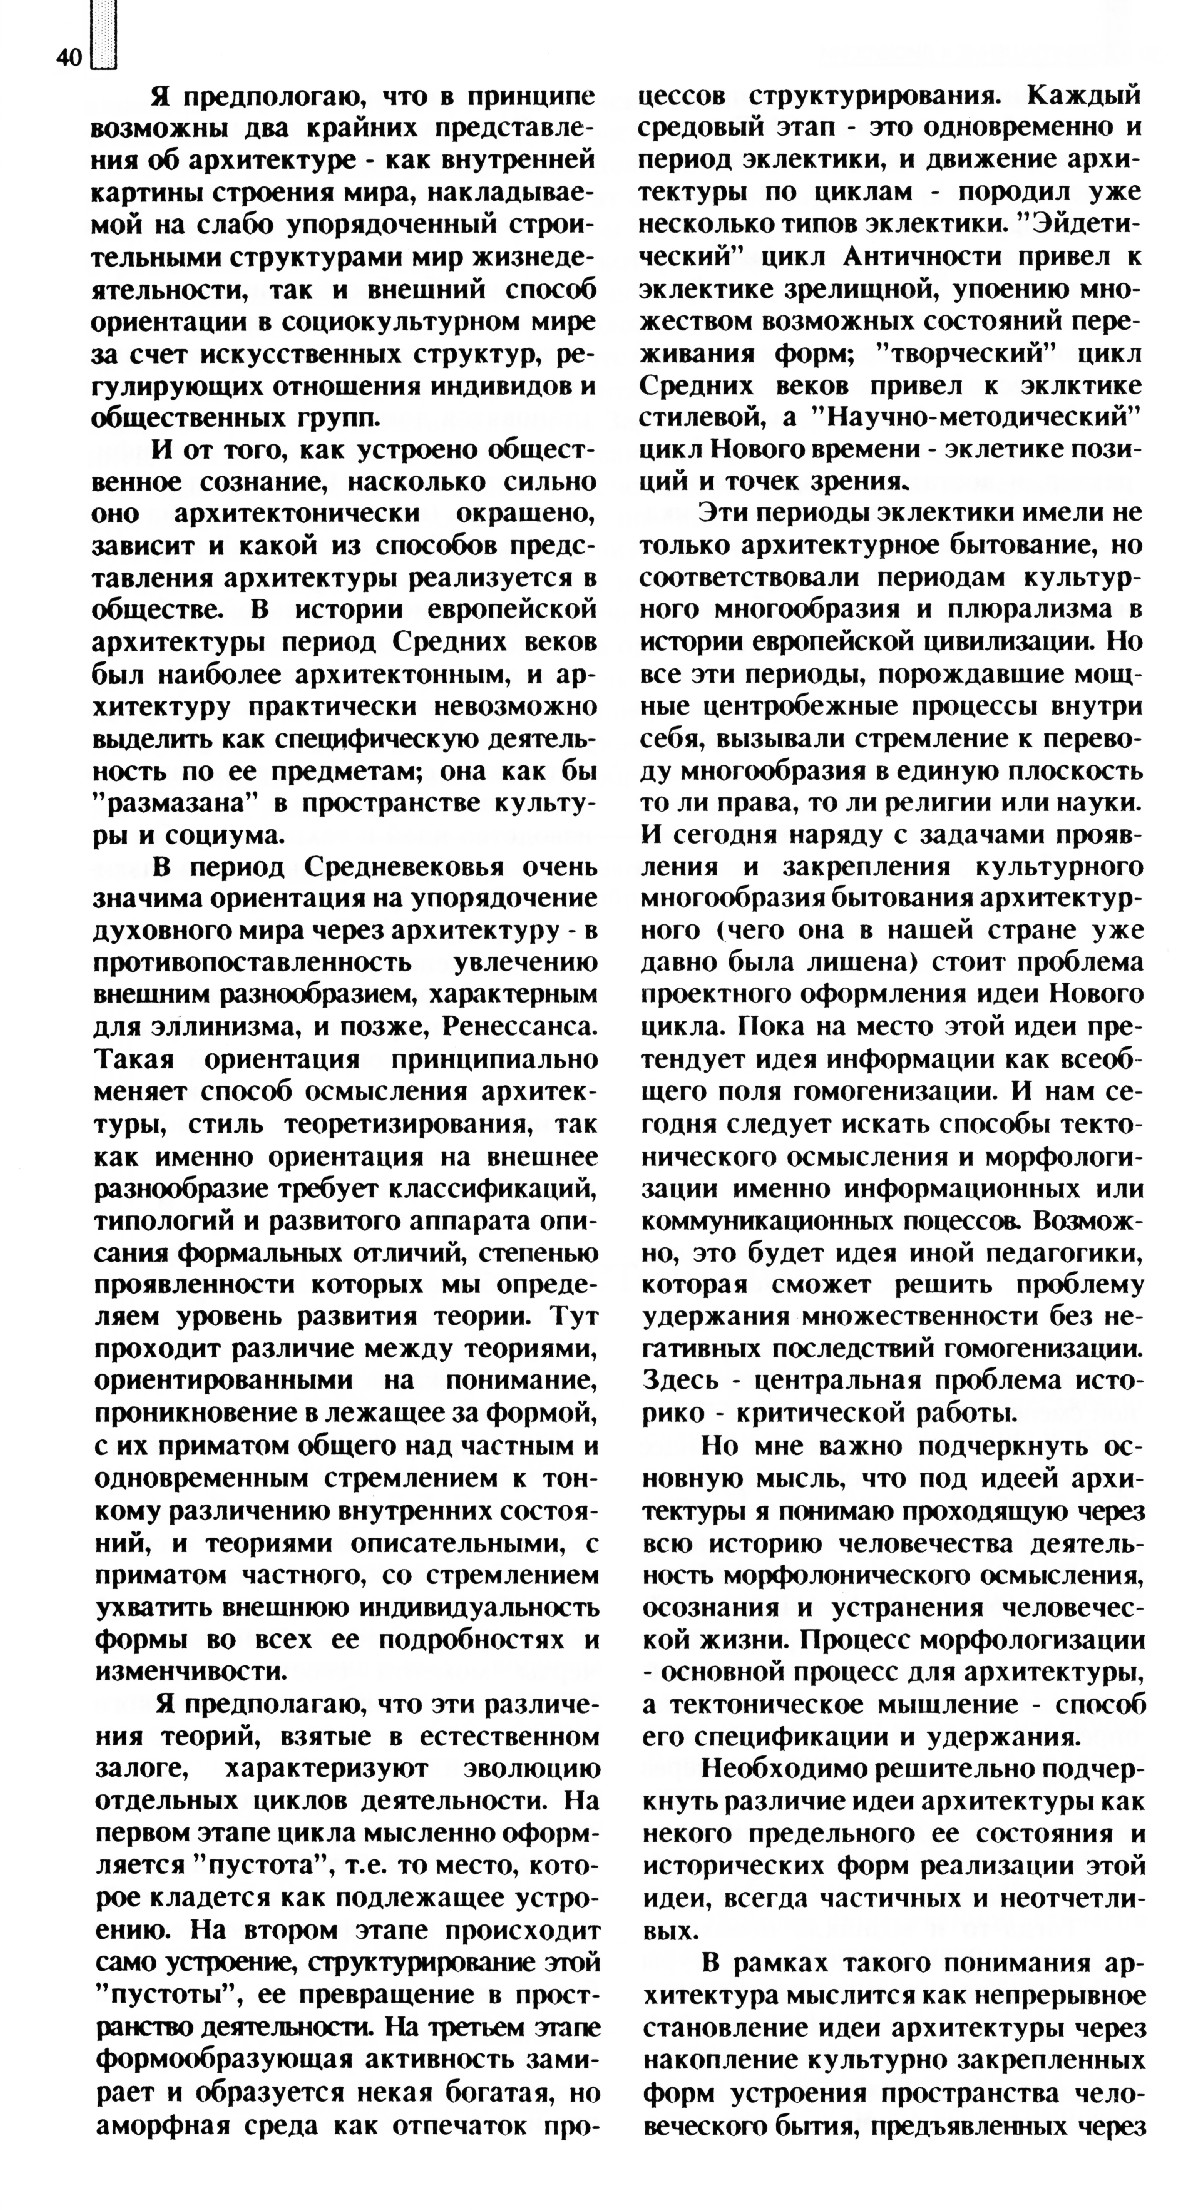 40
Я предпологаю, что в принципе
возможны два крайних представле-
ния об архитектуре - как внутренней
картины строения мира, накладывае-
мой на слабо упорядоченный строи-
тельными структурами мир жизнеде-
ятельности, так и внешний способ
ориентации в социокультурном мире
за счет искусственных структур, ре-
гулирующих отношения индивидов и
общественных групп.
И от того, как устроено общест-
венное сознание, насколько сильно
оно архитектонически окрашено,
зависит и какой из способов предс-
тавления архитектуры реализуется в
обществе. В истории европейской
архитектуры период Средних веков
был наиболее архитектонным, и ар-
хитектуру практически невозможно
выделить как специфическую деятель-
ность по ее предметам; она как бы
"размазана" в пространстве культу-
ры и социума.
В период Средневековья очень
значима ориентация на упорядочение
духовного мира через архитектуру - в
противопоставленность увлечению
внешним разнообразием, характерным
для эллинизма, и позже, Ренессанса.
Такая ориентация принципиально
меняет способ осмысления архитек-
туры, стиль теоретизирования, так
как именно ориентация на внешнее
разнообразие требует классификаций,
типологий и развитого аппарата опи-
сания формальных отличий, степенью
проявленности которых мы опреде-
ляем уровень развития теории. Тут
проходит различие между теориями,
ориентированными на понимание,
проникновение в лежащее за формой,
с их приматом общего над частным и
одновременным стремлением к тон-
кому различению внутренних состоя-
ний, и теориями описательными, с
приматом частного, со стремлением
ухватить внешнюю индивидуальность
формы во всех ее подробностях и
изменчивости.
Я предполагаю, что эти различе-
ния теорий, взятые в естественном
залоге, характеризуют эволюцию
отдельных циклов деятельности. На
первом этапе цикла мысленно оформ-
ляется "пустота", т.е. то место, кото-
рое кладется как подлежащее устро-
ению. На втором этапе происходит
само устроение, структурирование этой
"пустоты", ее превращение в прост-
ранство деятельности. На третьем этапе
формообразующая активность зами-
рает и образуется некая богатая, но
аморфная среда как отпечаток про-
цессов структурирования. Каждый
средовый этап - это одновременно и
период эклектики, и движение архи-
тектуры по циклам - породил уже
несколько типов эклектики. "Эйдети-
ческий" цикл Античности привел к
эклектике зрелищной, упоению мно-
жеством возможных состояний пере-
живания форм; "творческий" цикл
Средних веков привел к эклктике
стилевой, а "Научно-методический"
цикл Нового времени - эклетике пози-
ций и точек зрения.
Эти периоды эклектики имели не
только архитектурное бытование, но
соответствовали периодам культур-
ного многообразия и плюрализма в
истории европейской цивилизации. Но
все эти периоды, порождавшие мощ-
ные центробежные процессы внутри
себя, вызывали стремление к перево-
ду многообразия в единую плоскость
то ли права, то ли религии или науки.
И сегодня наряду с задачами прояв-
ления и закрепления культурного
многообразия бытования архитектур-
ного (чего она в нашей стране уже
давно была лишена) стоит проблема
проектного оформления идеи Нового
цикла. Пока на место этой идеи пре-
тендует идея информации как всеоб-
щего поля гомогенизации. И нам се-
годня следует искать способы текто-
нического осмысления и морфологи-
зации именно информационных или
коммуникационных поцессов. Возмож-
но, это будет идея иной педагогики,
которая сможет решить проблему
удержания множественности без не-
гативных последствий гомогенизации.
Здесь - центральная проблема исто-
рико - критической работы.
Но мне важно подчеркнуть ос-
новную мысль, что под идеей архи-
тектуры я понимаю проходящую через
всю историю человечества деятель-
ность морфолонического осмысления,
осознания и устранения человечес-
кой жизни. Процесс морфологизации
- основной процесс для архитектуры,
а тектоническое мышление - способ
его спецификации и удержания.
Необходимо решительно подчер-
кнуть различие идеи архитектуры как
некого предельного ее состояния и
исторических форм реализации этой
идеи, всегда частичных и неотчетли-
вых.
В рамках такого понимания ар-
хитектура мыслится как непрерывное
становление идеи архитектуры через
накопление культурно закрепленных
форм устроения пространства чело-
веческого бытия, предъявленных через